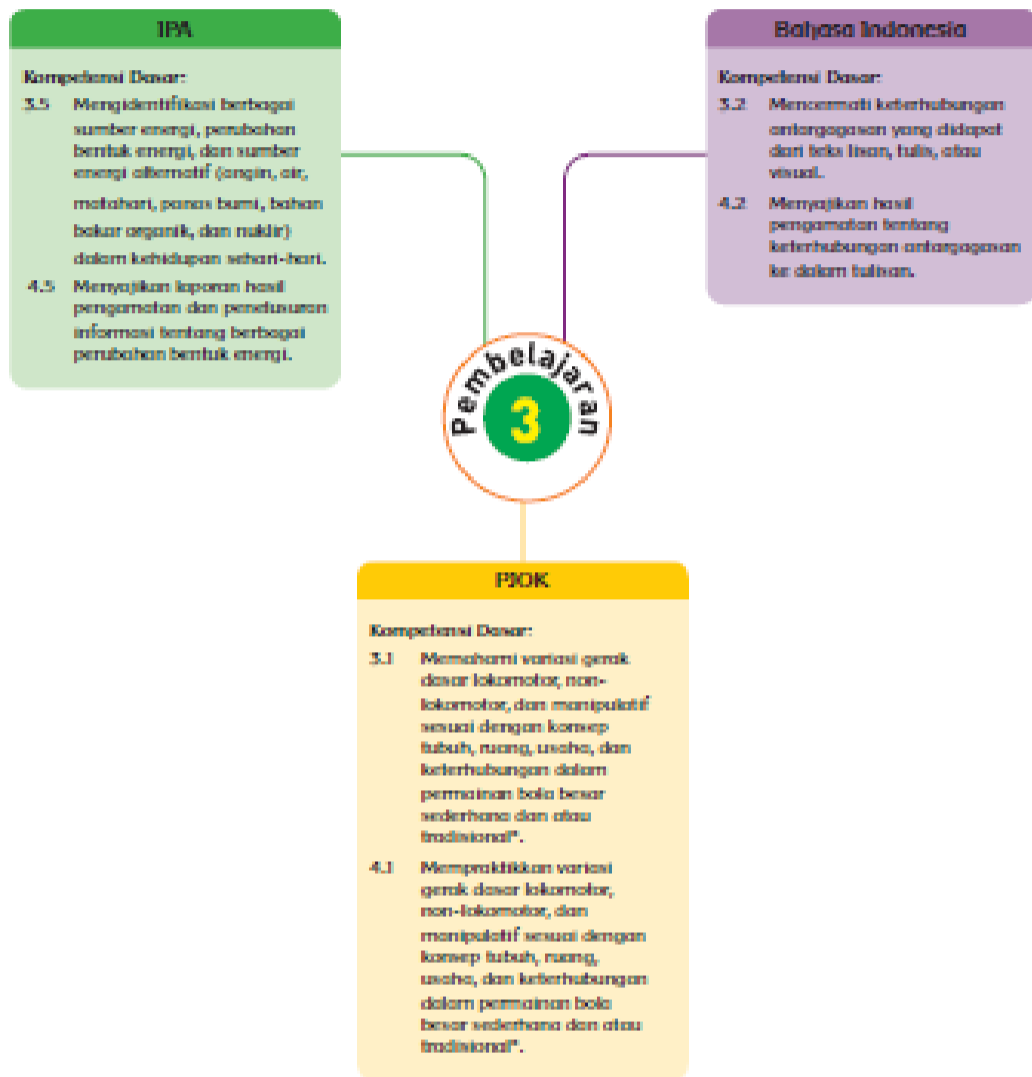 IPA
Kompetensi Dasar:
3.5 Mengidentifikasi berbagai
sumber energi, perubahan
bentuk energi, dan sumber
energi alternatif (angin, air,
matahari, panas bumi, bahan
bakar organik, dan nuklir)
dalam kehidupan sehari-hari.
4.5 Menyajikan laporan hasil
pengamatan dan penelusuran
informasi tentang berbagai
perubahan bentuk energi.
Bahasa Indonesia
Kompetensi Dasar:
3.2 Mencermati keterhubungan
antargagasan yang didapat
dari teks lisan, tulis, atau
visual.
4.2 Menyajikan hasil
pengamatan tentang
keterhubungan antargagasan
ke dalam tulisan.
Pembelajaran
3
PJOK
Kompetensi Dasar:
3.1 Memahami variasi gerak
dasar lokomotor, non-
lokomotor, dan manipulatif
sesuai dengan konsep
tubuh, ruang, usaha, dan
keterhubungan dalam
permainan bola besar
sederhana dan atau
tradisional*.
4.1 Mempraktikkan variasi
gerak dasar lokomotor,
non-lokomotor, dan
manipulatif sesuai dengan
konsep tubuh, ruang,
usaha, dan keterhubungan
dalam permainan bola
besar sederhana dan atau
tradisional*.